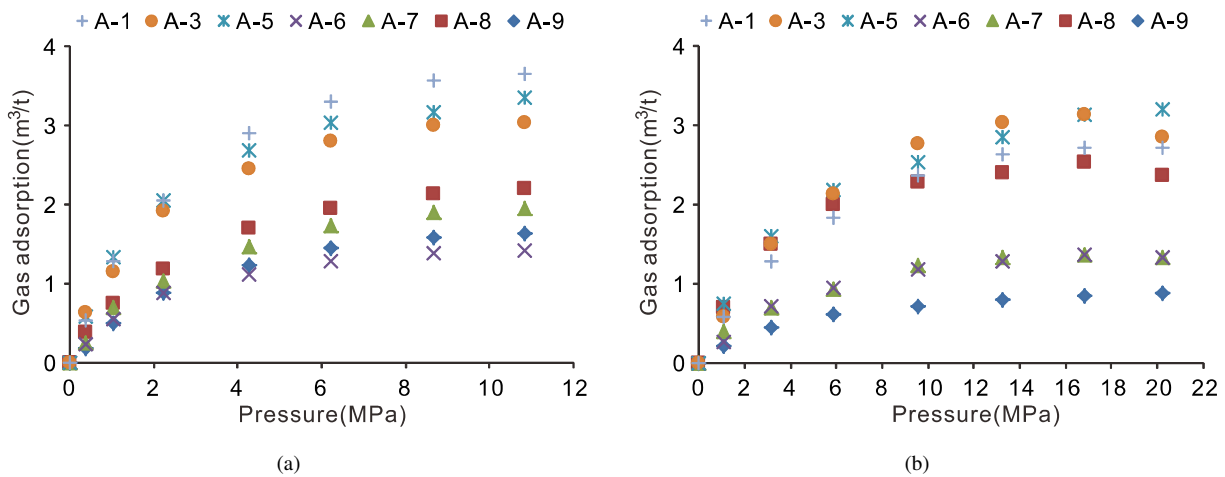 A-1 A-3 A-5 A-6 A-7 A-8 A-9
4
3
2
1
0
0 2 4 6 8 10 12
Gas adsorption(m³/t)
Pressure(MPa)
(a)
A-1 A-3 A-5 A-6 A-7 A-8 A-9
4
3
2
1
0
0 2 4 6 8 10 12 14 16 18 20 22
Gas adsorption(m³/t)
Pressure(MPa)
(b)